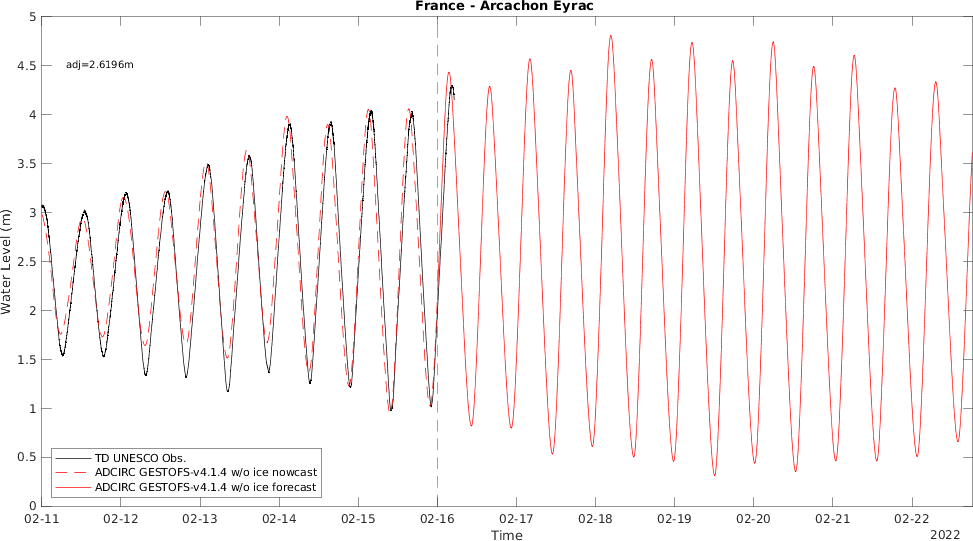 France - Arcachon Eyrac
5
4.5
4
3.5
3
2.5
2
1.5
1
0.5
0
Water Level (m)
adj=2.6196m
TD UNESCO Obs.
ADCIRC GESTOFS-v4.1.4 w/o ice nowcast
ADCIRC GESTOFS-v4.1.4 w/o ice forecast
02-11 02-12 02-13 02-14 02-15 02-16 02-17 02-18 02-19 02-20 02-21 02-22
Time
2022